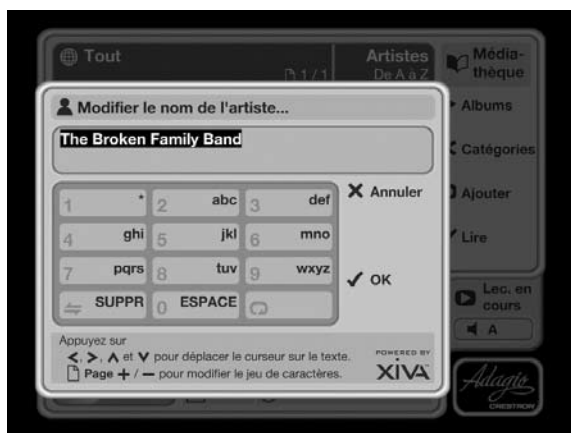 Tout
1/1
Artistes
De A à Z
Média-
thèque
Modifier le nom de l'artiste...
Albums
The Broken Family Band
Catégories
1 * 2 abc 3 def
Annuler
Ajouter
4 ghi 5 jkl 6 mno
Lire
7 pqrs 8 tuv 9 wxyz
OK
SUPPR 0 ESPACE
Lec. en
cours
A
Appuyez sur
<, >, ∧ et ∨ pour déplacer le curseur sur le texte.
Page + / – pour modifier le jeu de caractères.
POWERED BY
XiVA
Adagio
CRESTRON